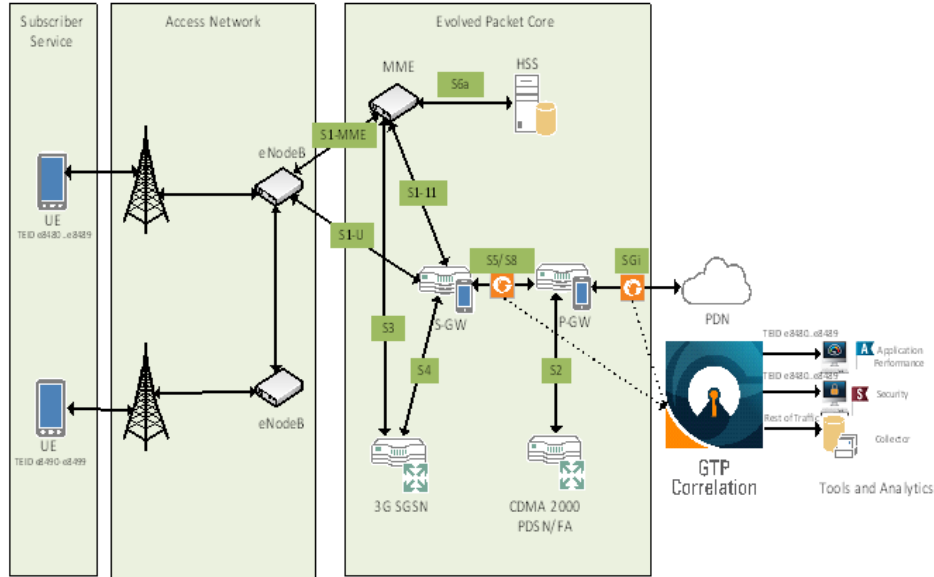 Subscriber
Service
Access Network
Evolved Packet Core
MME
HSS
S6a
S1-MME
eNodeB
S1-11
UE
TEID e8480..e8489
S1-U
S5/S8
SGi
S-GW
P-GW
PDN
S3
S4
S2
TEID e8480..e8489
A
Application
Performance
TEID e8480..e8489
S
Security
Rest of Traffic
Collector
eNodeB
UE
TEID e8490-e8499
GTP
Correlation
Tools and Analytics
3G SGSN
CDMA 2000
PDSN/FA